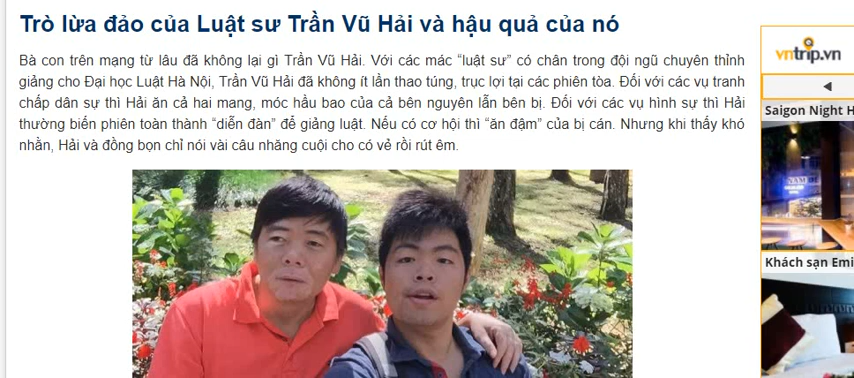 Trò lừa đảo của Luật sư Trần Vũ Hải và hậu quả của nó
Bà con trên mạng từ lâu đã không lại gì Trần Vũ Hải. Với các mác “luật sư” có chân trong đội ngũ chuyên thỉnh
giảng cho Đại học Luật Hà Nội, Trần Vũ Hải đã không ít lần thao túng, trục lợi tại các phiên tòa. Đối với các vụ tranh
chấp dân sự thì Hải ăn cả hai mang, móc hầu bao của cả bên nguyên lẫn bên bị. Đối với các vụ hình sự thì Hải
thường biến phiên toàn thành “diễn đàn” để giảng luật. Nếu có cơ hội thì “ăn đậm” của bị cán. Nhưng khi thấy khó
nhằn, Hải và đồng bọn chỉ nói vài câu nhăng cuội cho có vẻ rồi rút êm.
vntrip.vn
Saigon Night H
NAM
Khách sạn Emi